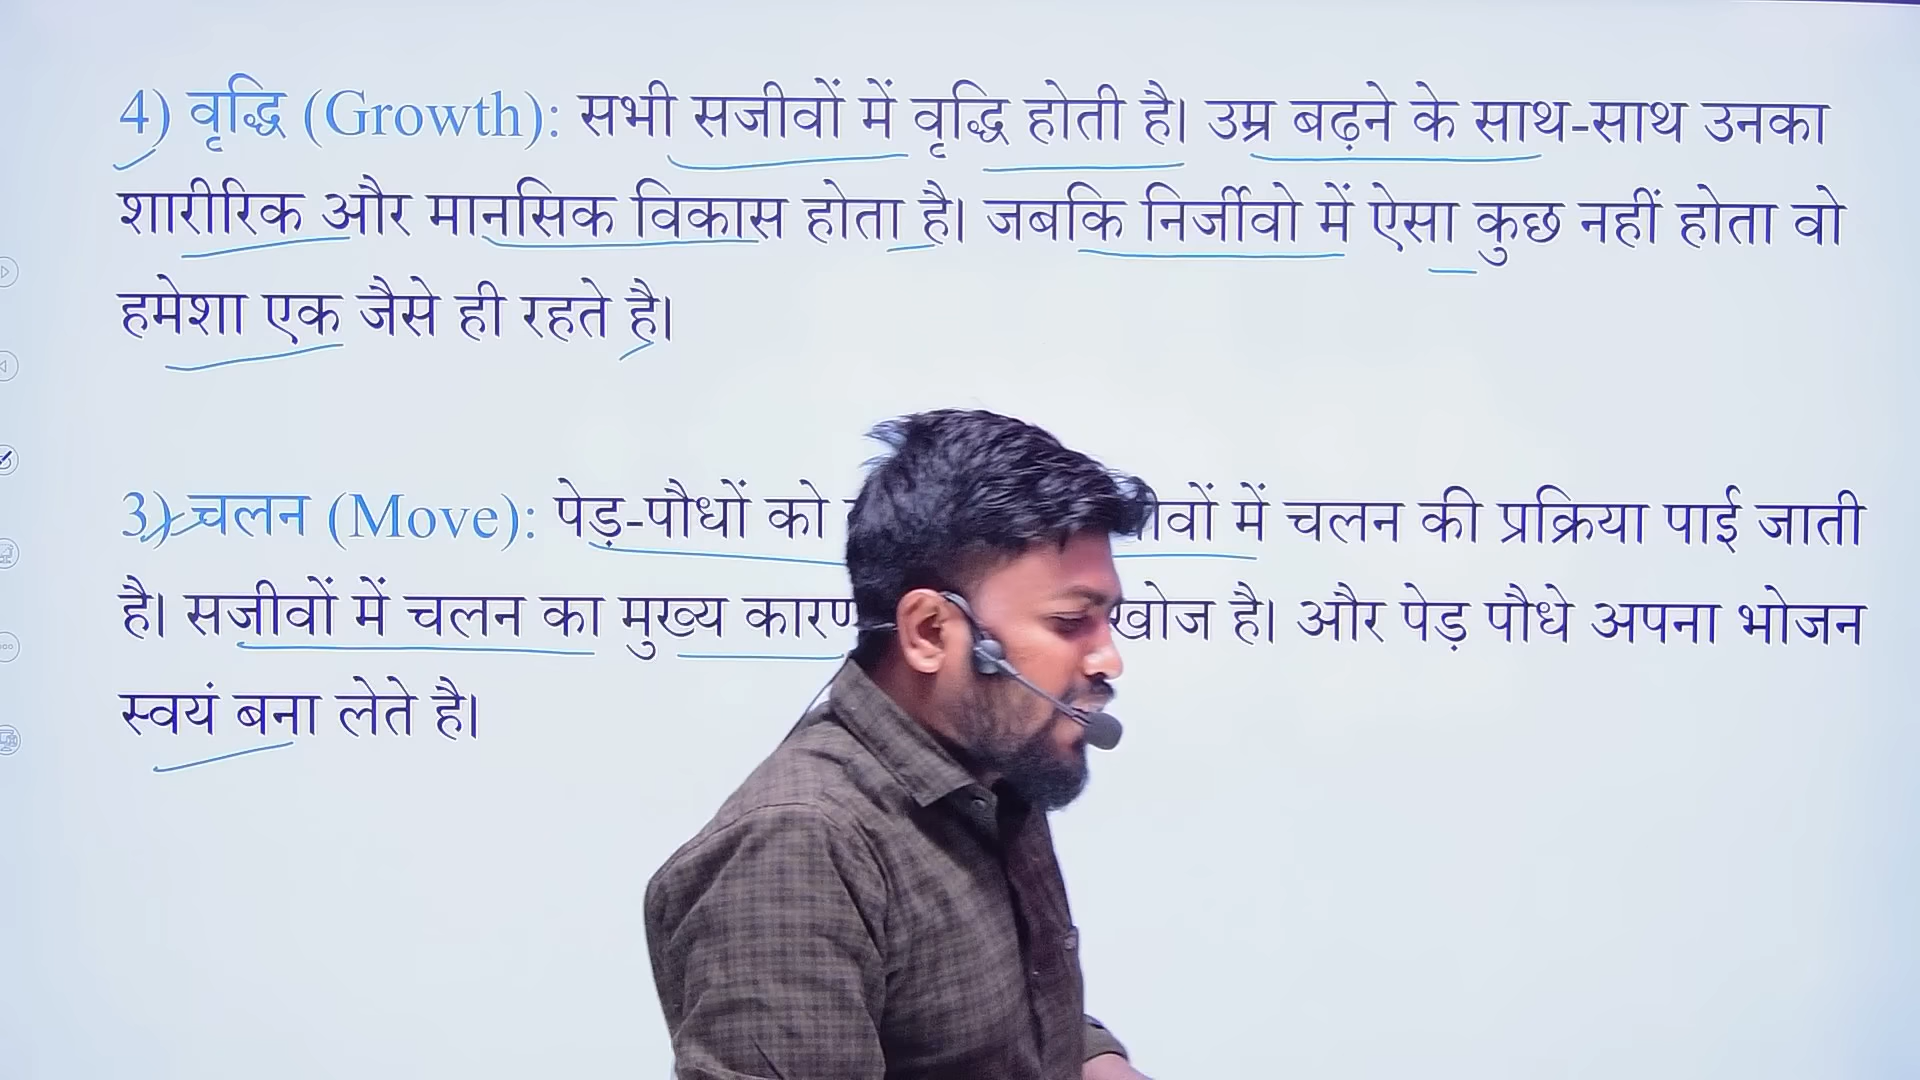 4) वृद्धि (Growth): सभी सजीवों में वृद्धि होती है। उम्र बढ़ने के साथ-साथ उनका
शारीरिक और मानसिक विकास होता है। जबकि निर्जीवो में ऐसा कुछ नहीं होता वो
हमेशा एक जैसे ही रहते है।
3) चलन (Move): पेड़-पौधों को में चलन की प्रक्रिया पाई जाती
है। सजीवों में चलन का मुख्य कारण खोज है। और पेड़ पौधे अपना भोजन
स्वयं बना लेते है।